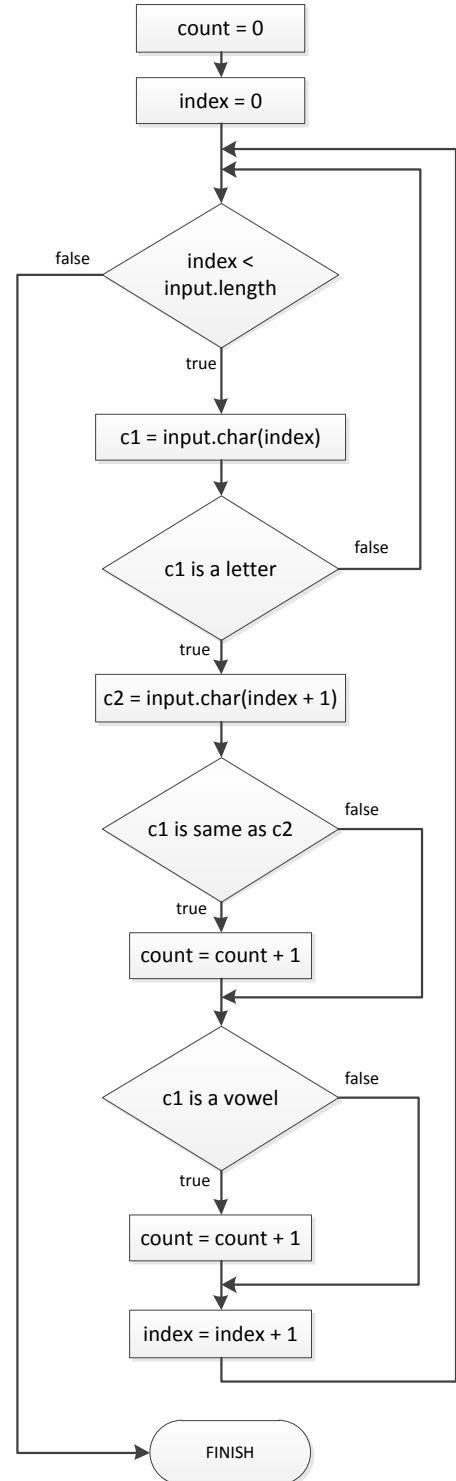 count = 0
index = 0
false
index <
input.length
true
c1 = input.char(index)
false
c1 is a letter
true
c2 = input.char(index + 1)
false
c1 is same as c2
true
count = count + 1
false
c1 is a vowel
true
count = count + 1
index = index + 1
FINISH